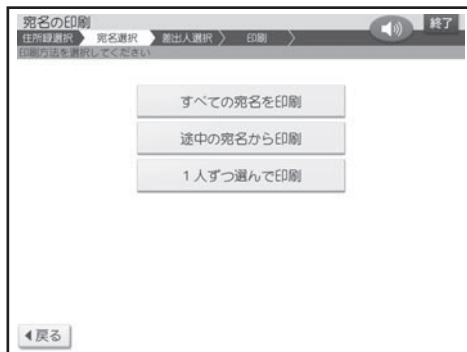 宛名の印刷
終了
住所録選択 宛名選択 差出人選択 印刷
印刷方法を選択してください
すべての宛名を印刷
途中の宛名から印刷
1人ずつ選んで印刷
戻る